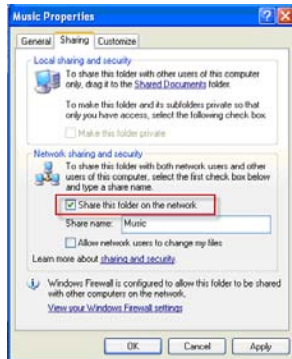 Music Properties
General Sharing Customize
Local sharing and security
To share this folder with other users of this computer
only, drag it to the Shared Documents folder.
To make this folder and its subfolders private so that
only you have access, select the following check box.
Make this folder private
Network sharing and security
To share this folder with both network users and other
users of this computer, select the first check box below
and type a share name.
Share this folder on the network
Share name: Music
Allow network users to change my files
Learn more about sharing and security.
Windows Firewall is configured to allow this folder to be shared
with other computers on the network.
View your Windows Firewall settings
OK Cancel Apply